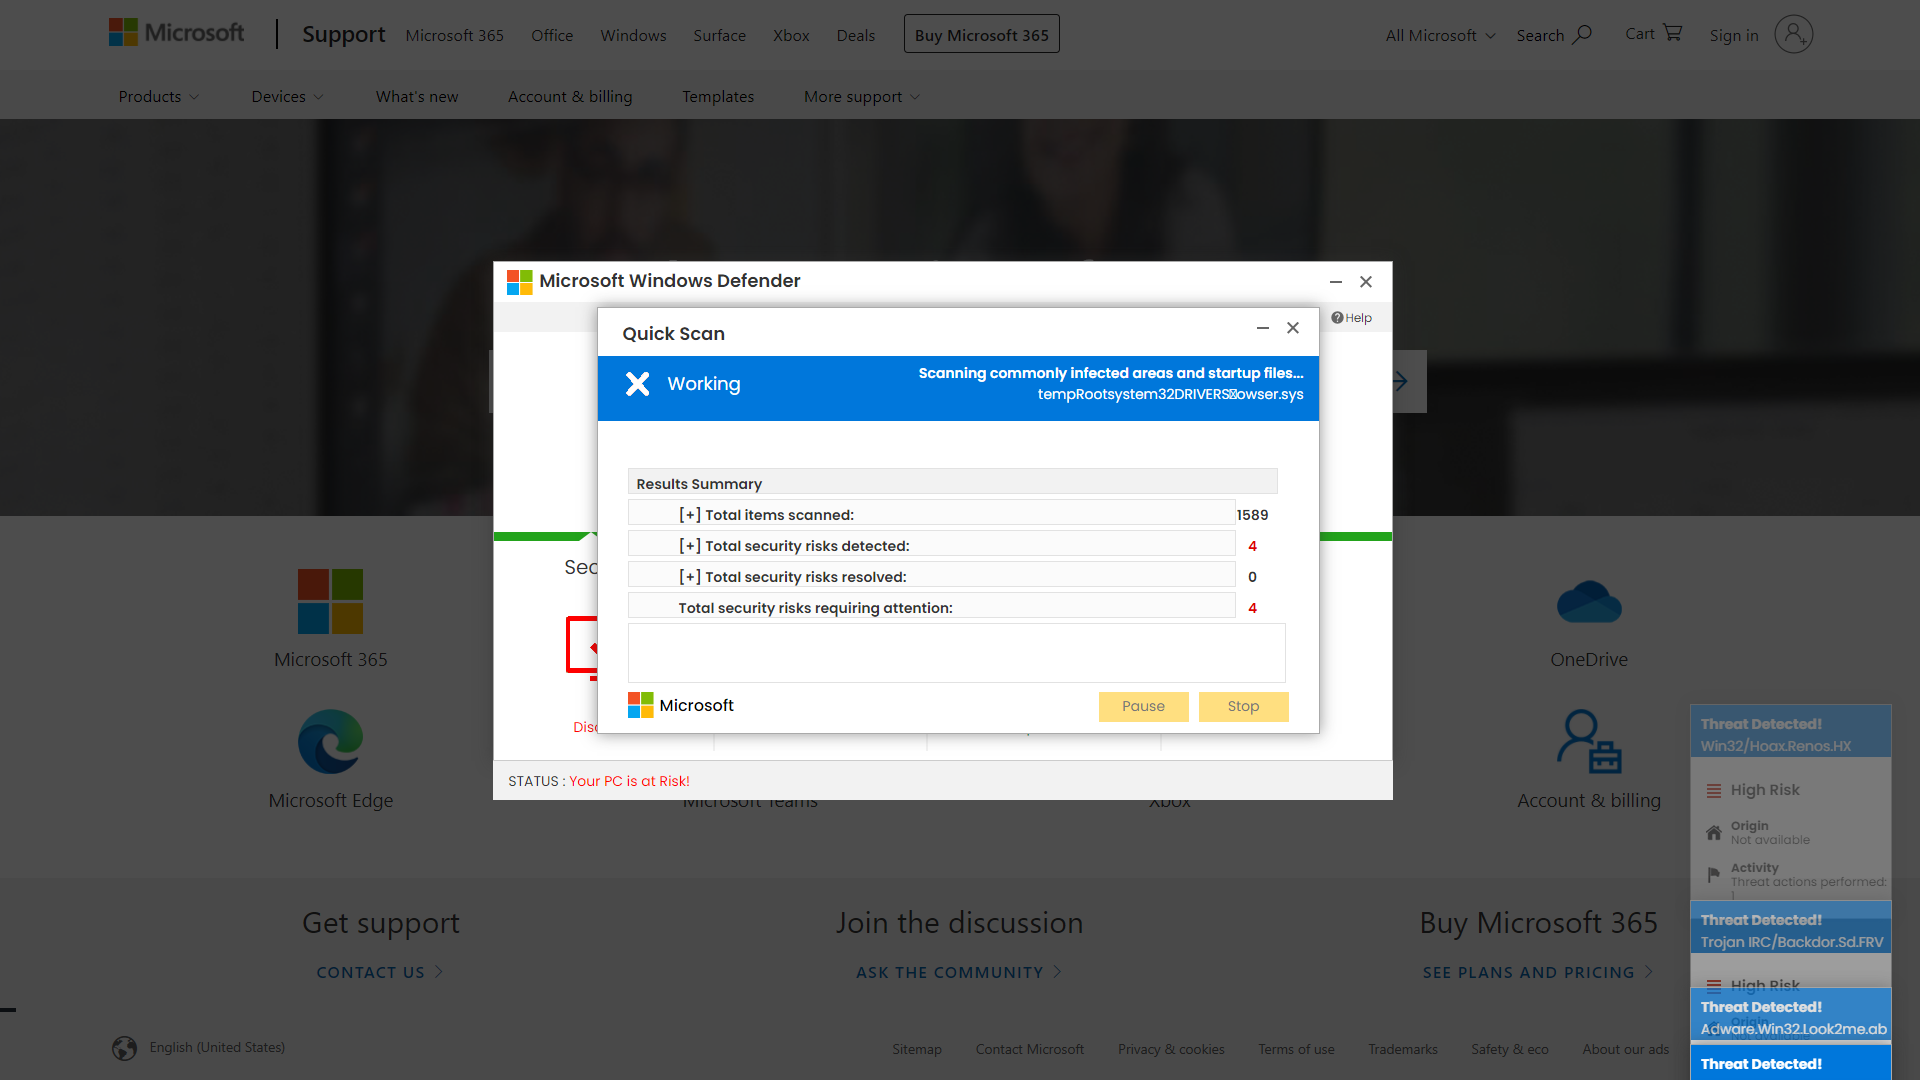 Microsoft
Support
Microsoft 365
Office
Windows
Surface
Xbox
Deals
Buy Microsoft 365
All Microsoft
Search
Cart
Sign in
Products
Devices
What's new
Account & billing
Templates
More support
Microsoft Windows Defender
Help
Quick Scan
Working
Scanning commonly infected areas and startup files...
Results Summary
[+] Total items scanned:
1589
[+] Total security risks detected:
4
[+] Total security risks resolved:
0
Total security risks requiring attention:
4
Microsoft
Pause
Stop
Sec
Disc
STATUS : Your PC is at Risk!
Microsoft 365
OneDrive
Microsoft Edge
Microsoft Teams
Xbox
Account & billing
Threat Detected!
Win32/Hoax.Renos.HX
High Risk
Origin
Not available
Activity
Threat actions performed:
1
Threat Detected!
Trojan IRC/Backdor.Sd.FRV
High Risk
Threat Detected!
Adware.Win32.Look2me.ab
Origin
Not available
Threat Detected!
Get support
CONTACT US
Join the discussion
ASK THE COMMUNITY
Buy Microsoft 365
SEE PLANS AND PRICING
English (United States)
Sitemap
Contact Microsoft
Privacy & cookies
Terms of use
Trademarks
Safety & eco
About our ads